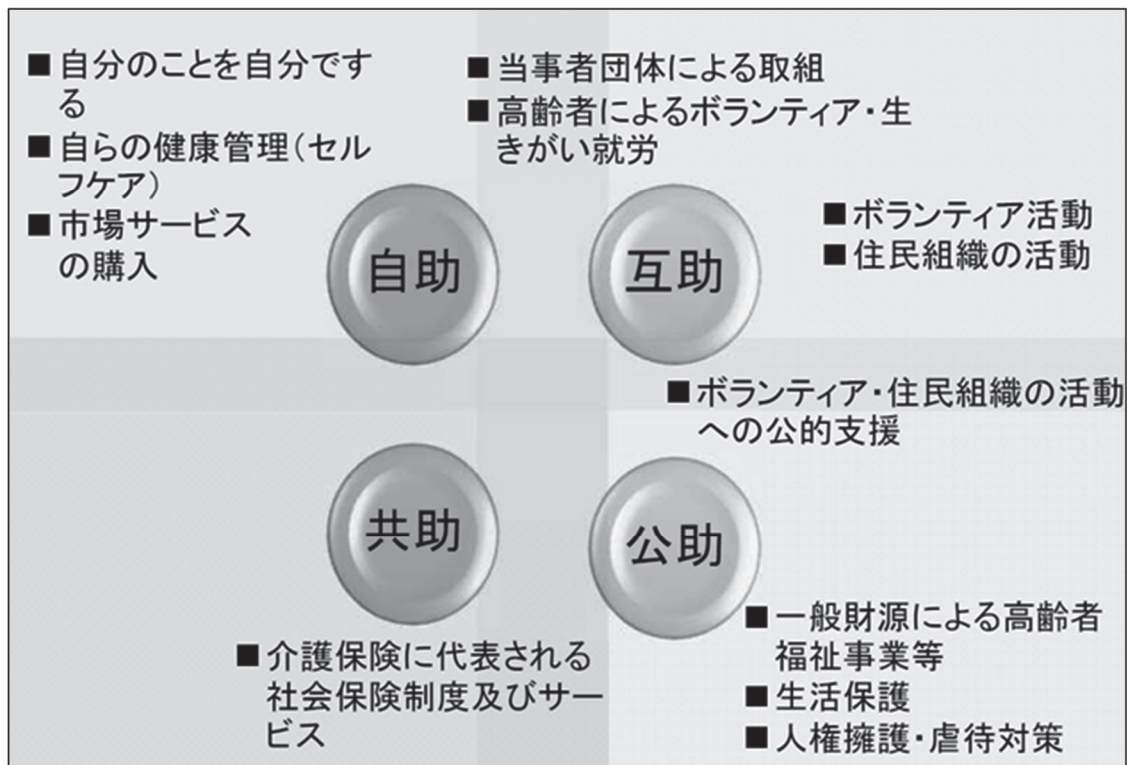 ■ 自分のことを自分です
る
■ 自らの健康管理（セル
フケア）
■ 市場サービス
の購入
■ 当事者団体による取組
■ 高齢者によるボランティア・生
きがい就労
■ ボランティア活動
■ 住民組織の活動
自助
互助
■ ボランティア・住民組織の活動
への公的支援
共助
公助
■ 介護保険に代表される
社会保険制度及びサー
ビス
■ 一般財源による高齢者
福祉事業等
■ 生活保護
■ 人権擁護・虐待対策